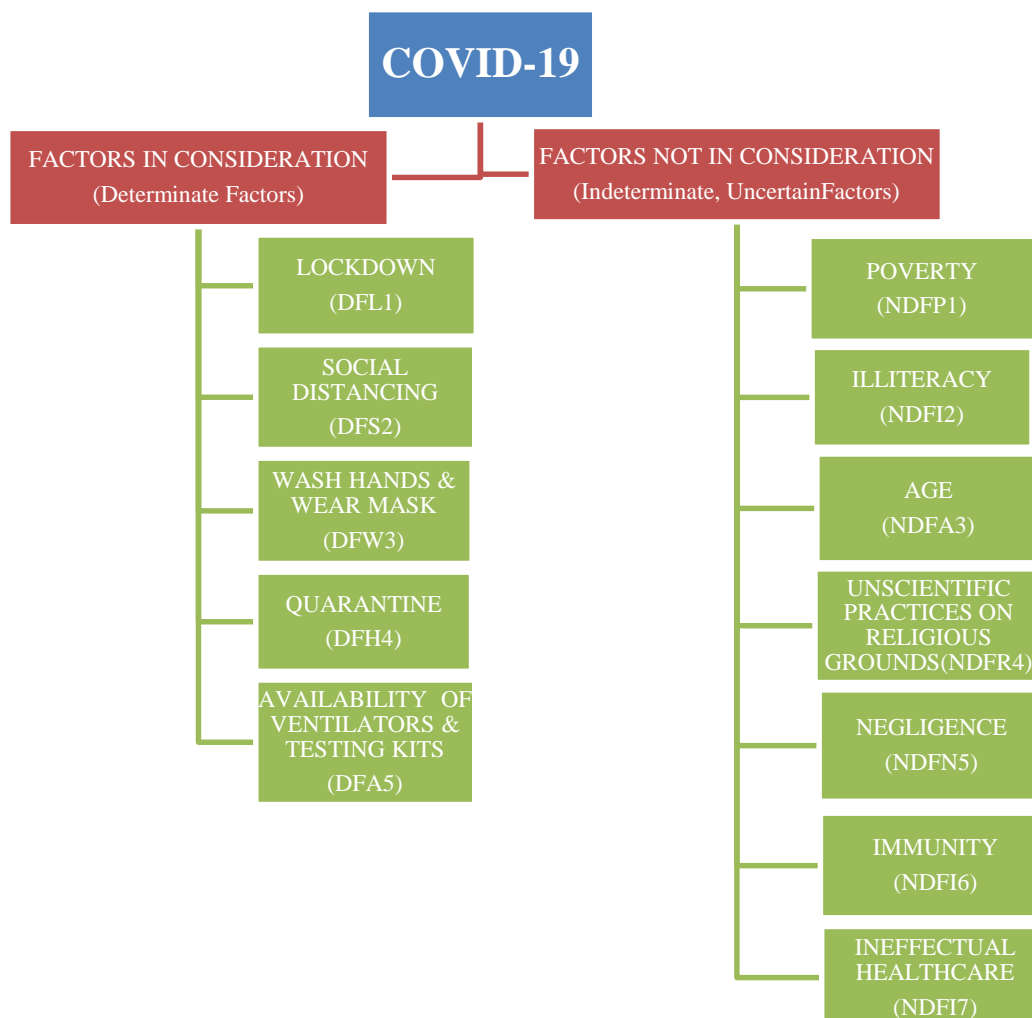 COVID-19
FACTORS IN CONSIDERATION
(Determinate Factors)
FACTORS NOT IN CONSIDERATION
(Indeterminate, UncertainFactors)
LOCKDOWN
(DFL1)
SOCIAL
DISTANCING
(DFS2)
WASH HANDS &
WEAR MASK
(DFW3)
QUARANTINE
(DFH4)
AVAILABILITY OF
VENTILATORS &
TESTING KITS
(DFA5)
POVERTY
(NDFP1)
ILLITERACY
(NDFI2)
AGE
(NDFA3)
UNSCIENTIFIC
PRACTICES ON
RELIGIOUS
GROUNDS(NDFR4)
NEGLIGENCE
(NDFN5)
IMMUNITY
(NDFI6)
INEFFECTUAL
HEALTHCARE
(NDFI7)